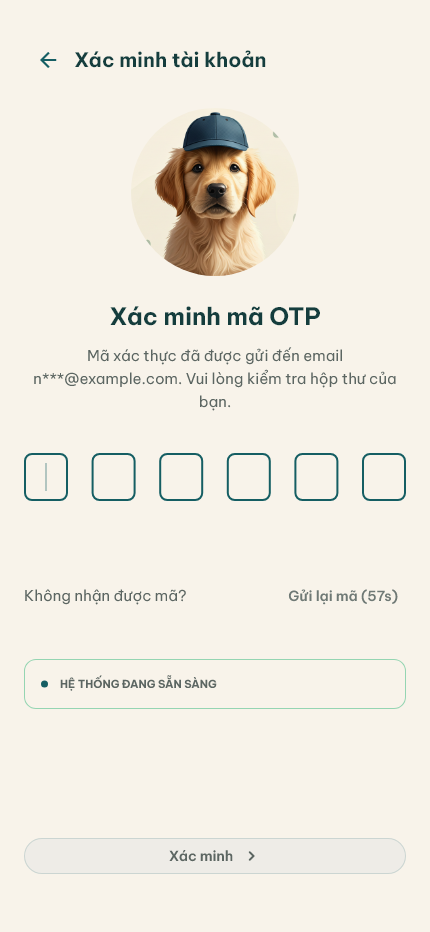 Xác minh tài khoản
Xác minh mã OTP
Mã xác thực đã được gửi đến email
n***@example.com. Vui lòng kiểm tra hộp thư của
bạn.
Không nhận được mã?
Gửi lại mã (57s)
HỆ THỐNG ĐANG SẴN SÀNG
Xác minh